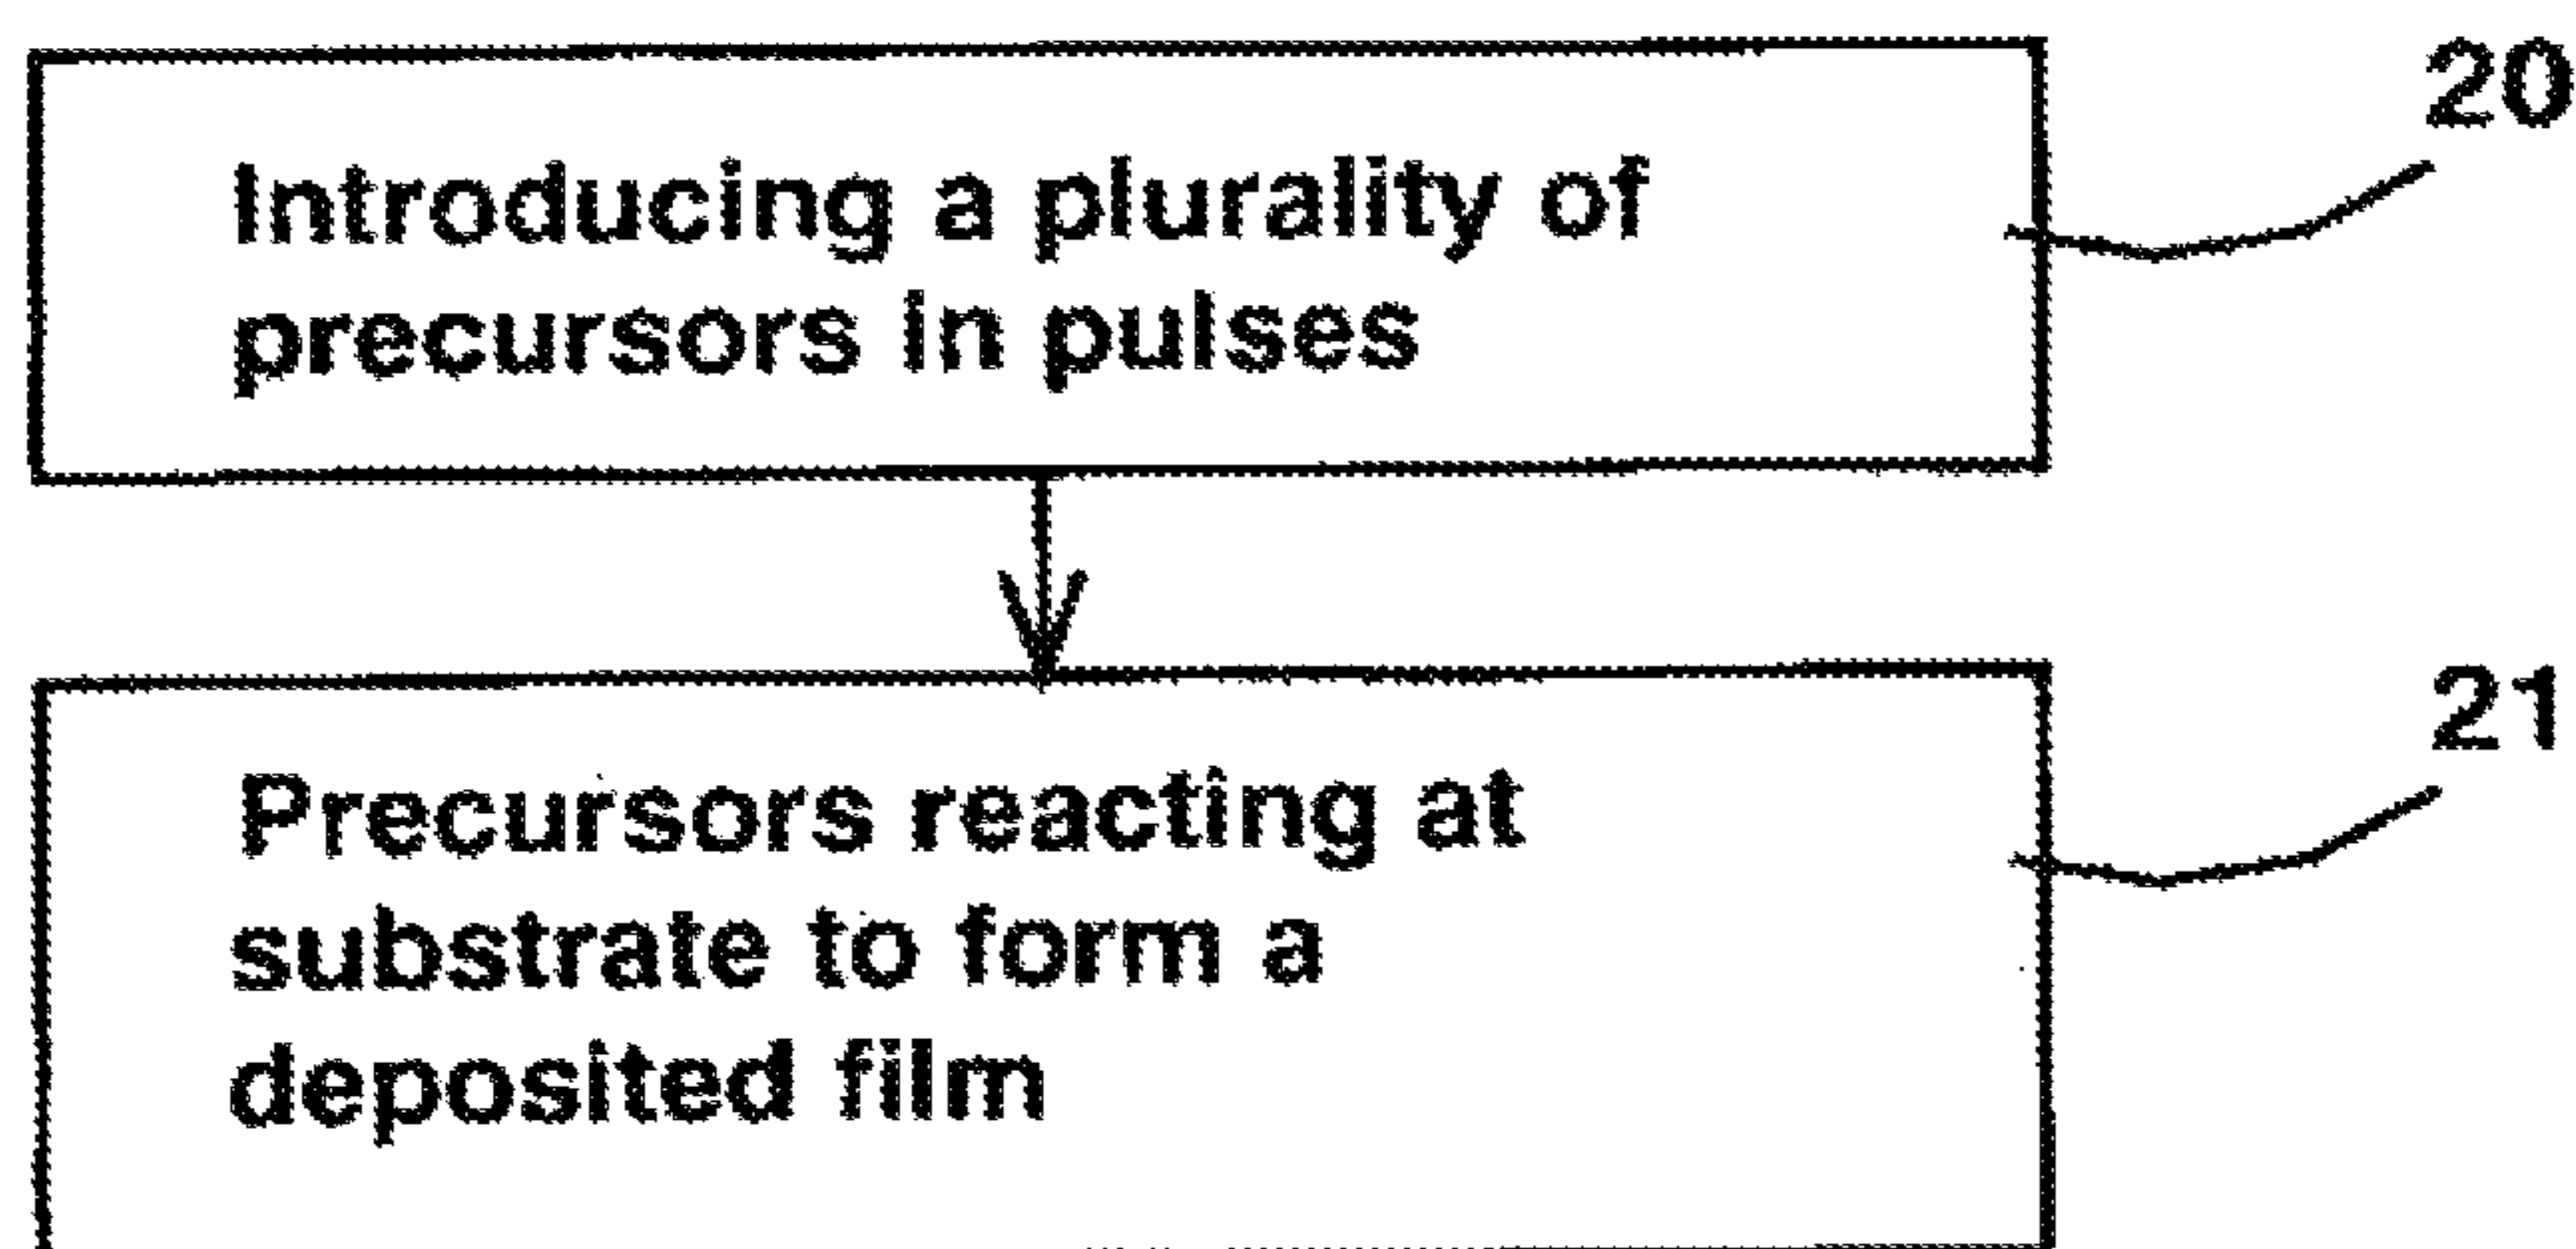 20
Introducing a plurality of
precursors in pulses
21
Precursors reacting at
substrate to form a
deposited film